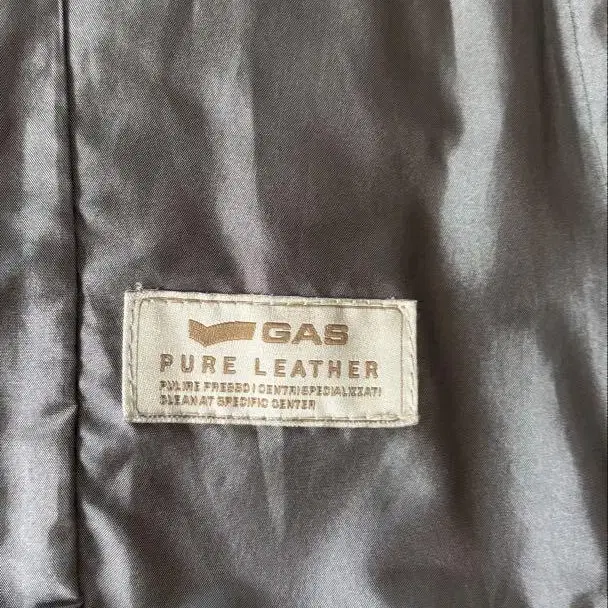 GAS
PURE LEATHER
PULIRE PRESSO I CENTRI SPECIALIZZATI
CLEAN AT SPECIFIC CENTER